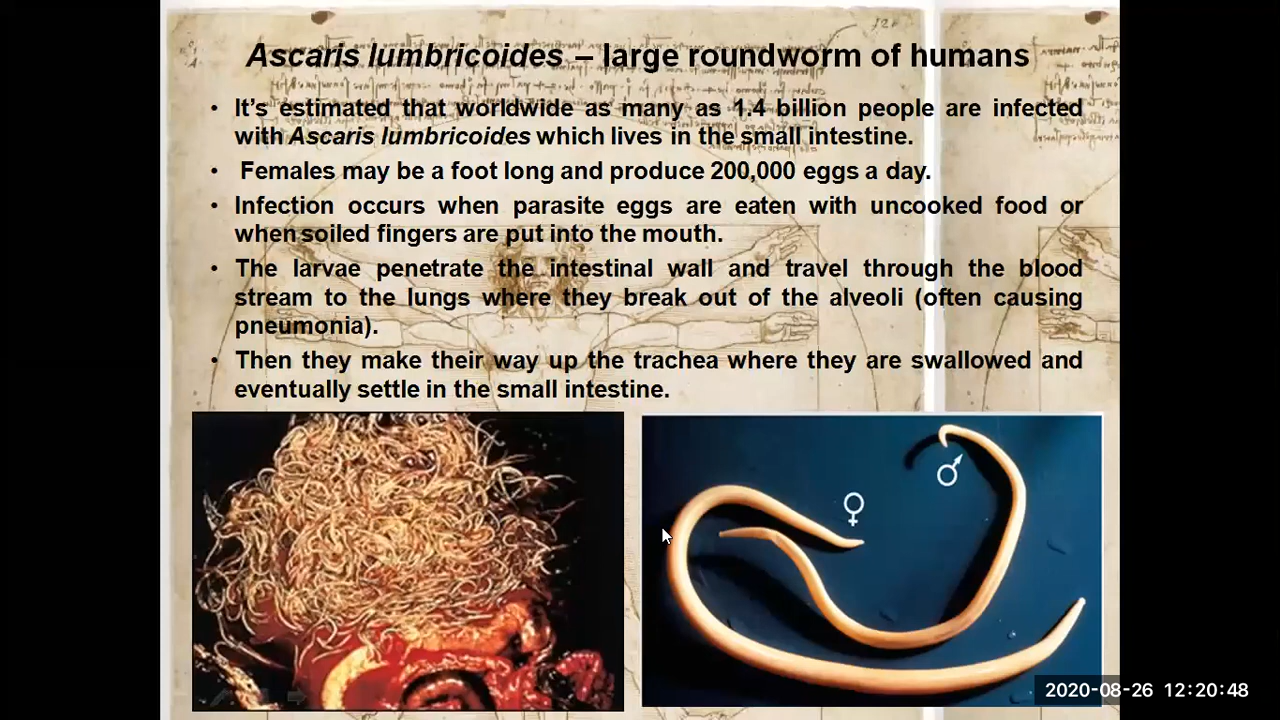 Ascaris lumbricoides – large roundworm of humans
• It's estimated that worldwide as many as 1.4 billion people are infected
with Ascaris lumbricoides which lives in the small intestine.
• Females may be a foot long and produce 200,000 eggs a day.
• Infection occurs when parasite eggs are eaten with uncooked food or
when soiled fingers are put into the mouth.
• The larvae penetrate the intestinal wall and travel through the blood
stream to the lungs where they break out of the alveoli (often causing
pneumonia).
• Then they make their way up the trachea where they are swallowed and
eventually settle in the small intestine.
♂
♀
2020-08-26 12:20:48